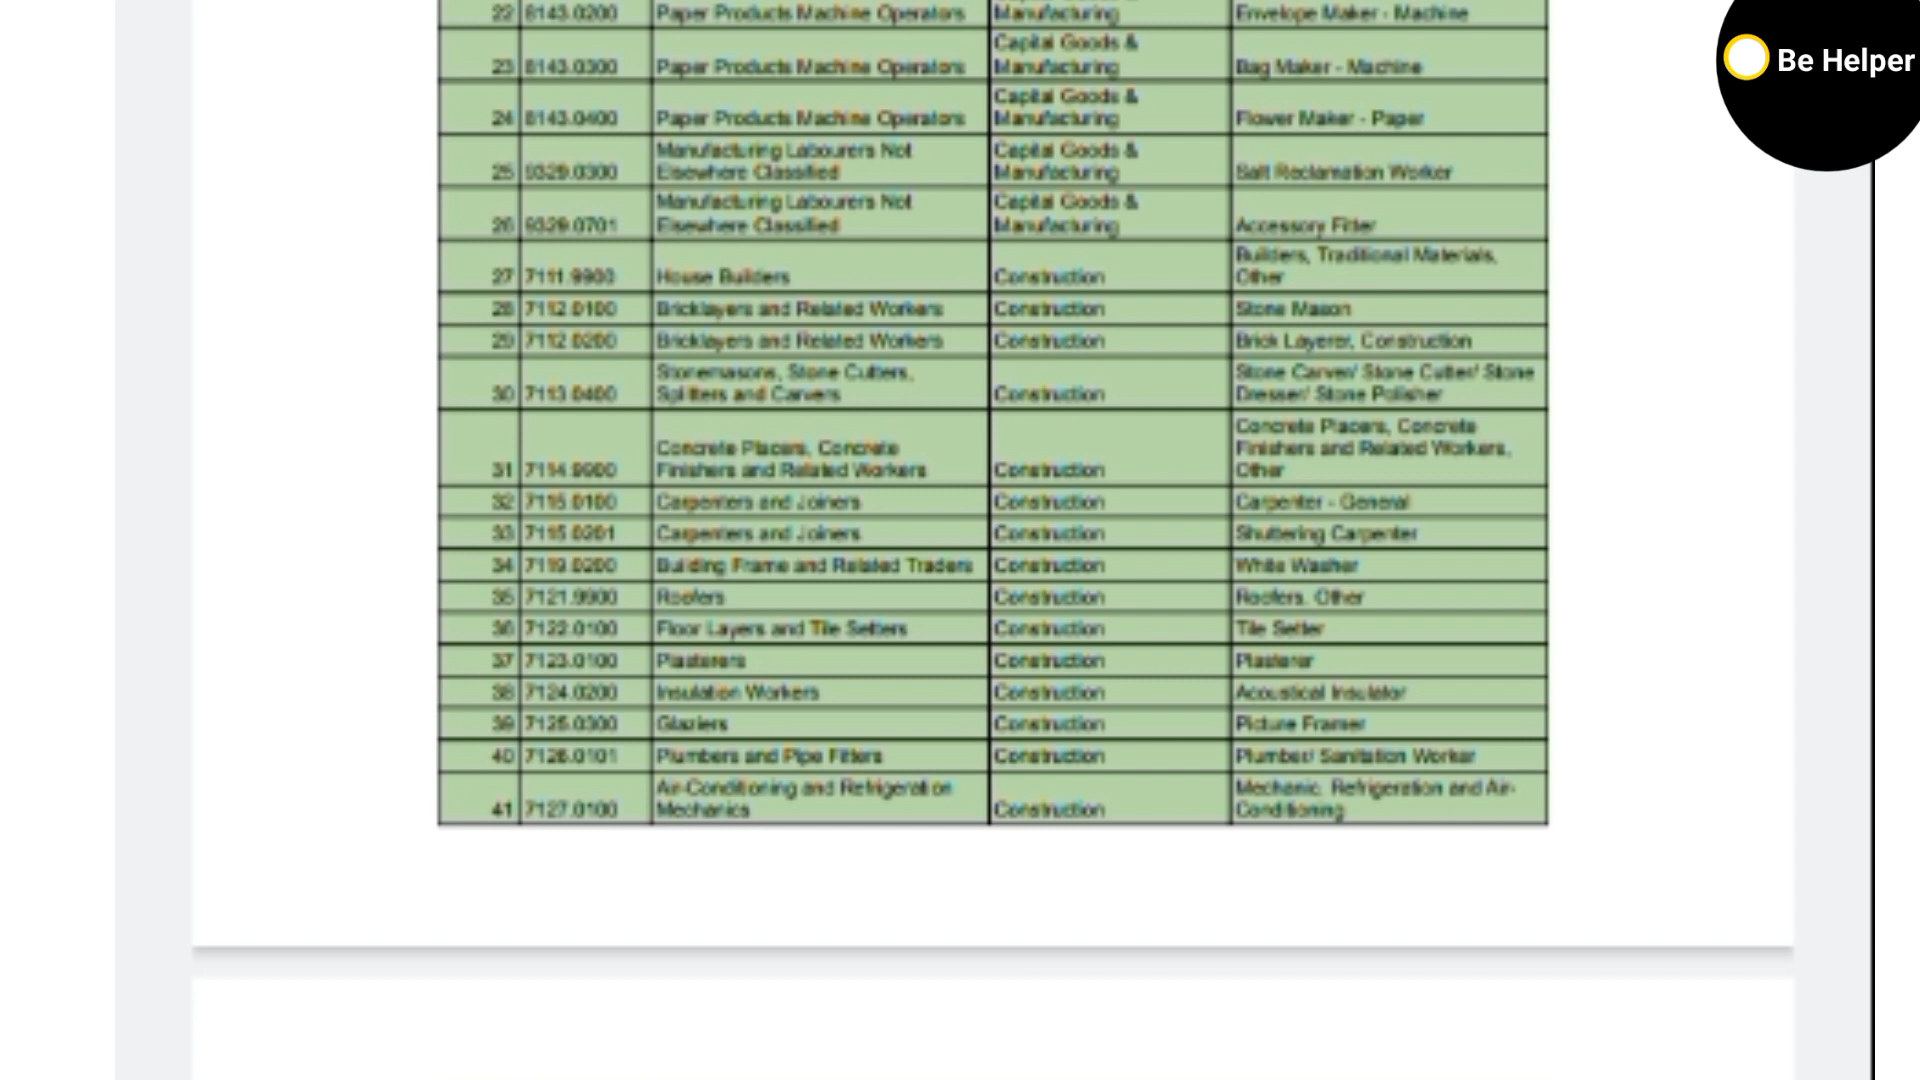 22 8143.0200 Paper Products Machine Operators Manufacturing Envelope Maker - Machine
Be Helper
Capital Goods &
23 8143.0300 Paper Products Machine Operators Manufacturing Bag Maker - Machine
Capital Goods &
24 8143.0400 Paper Products Machine Operators Manufacturing Flower Maker - Paper
Manufacturing Labourers Not Capital Goods &
25 9329.0300 Elsewhere Classified Manufacturing Salt Reclamation Worker
Manufacturing Labourers Not Capital Goods &
26 9329.0701 Elsewhere Classified Manufacturing Accessory Fitter
Builders, Traditional Materials,
27 7111.9900 House Builders Construction Other
28 7112.0100 Bricklayers and Related Workers Construction Stone Mason
29 7112.0200 Bricklayers and Related Workers Construction Brick Layerer, Construction
Stonemasons, Stone Cutters, Stone Carver/ Stone Cutter/ Stone
30 7113.0400 Splitters and Carvers Construction Dresser/ Stone Polisher
Concrete Placers, Concrete
Concrete Placers, Concrete Finishers and Related Workers,
31 7114.9900 Finishers and Related Workers Construction Other
32 7115.0100 Carpenters and Joiners Construction Carpenter - General
33 7115.0201 Carpenters and Joiners Construction Shuttering Carpenter
34 7119.0200 Building Frame and Related Traders Construction White Washer
35 7121.9900 Roofers Construction Roofers, Other
36 7122.0100 Floor Layers and Tile Setters Construction Tile Setter
37 7123.0100 Plasterers Construction Plasterer
38 7124.0200 Insulation Workers Construction Acoustical Insulator
39 7125.0300 Glaziers Construction Picture Framer
40 7126.0101 Plumbers and Pipe Fitters Construction Plumber/ Sanitation Worker
Air-Conditioning and Refrigeration Mechanic, Refrigeration and Air-
41 7127.0100 Mechanics Construction Conditioning